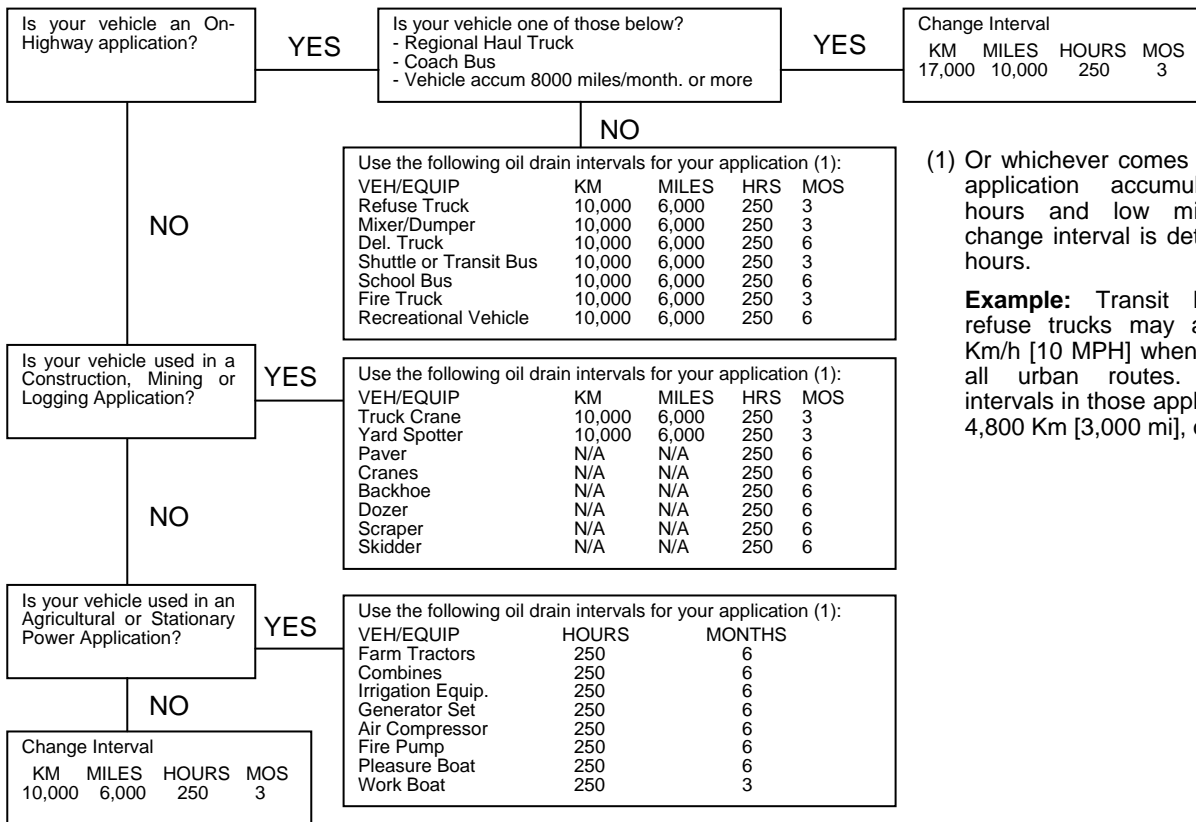 Is your vehicle an On-
Highway application?
YES
Is your vehicle one of those below?
- Regional Haul Truck
- Coach Bus
- Vehicle accum 8000 miles/month. or more
YES
Change Interval
KM MILES HOURS MOS
17,000 10,000 250 3
NO
Use the following oil drain intervals for your application (1):
VEH/EQUIP KM MILES HRS MOS
Refuse Truck 10,000 6,000 250 3
Mixer/Dumper 10,000 6,000 250 3
Del. Truck 10,000 6,000 250 6
Shuttle or Transit Bus 10,000 6,000 250 3
School Bus 10,000 6,000 250 6
Fire Truck 10,000 6,000 250 3
Recreational Vehicle 10,000 6,000 250 6
(1) Or whichever comes
application accumul
hours and low mi
change interval is det
hours.
Example: Transit
refuse trucks may a
Km/h [10 MPH] when
all urban routes.
intervals in those appl
4,800 Km [3,000 mi],
NO
Is your vehicle used in a
Construction, Mining or
Logging Application?
YES
Use the following oil drain intervals for your application (1):
VEH/EQUIP KM MILES HRS MOS
Truck Crane 10,000 6,000 250 3
Yard Spotter 10,000 6,000 250 3
Paver N/A N/A 250 6
Cranes N/A N/A 250 6
Backhoe N/A N/A 250 6
Dozer N/A N/A 250 6
Scraper N/A N/A 250 6
Skidder N/A N/A 250 6
NO
Is your vehicle used in an
Agricultural or Stationary
Power Application?
YES
Use the following oil drain intervals for your application (1):
VEH/EQUIP HOURS MONTHS
Farm Tractors 250 6
Combines 250 6
Irrigation Equip. 250 6
Generator Set 250 6
Air Compressor 250 6
Fire Pump 250 6
Pleasure Boat 250 6
Work Boat 250 3
NO
Change Interval
KM MILES HOURS MOS
10,000 6,000 250 3